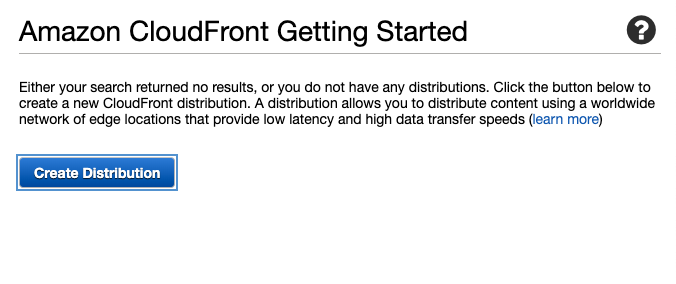 Amazon CloudFront Getting Started
?
Either your search returned no results, or you do not have any distributions. Click the button below to
create a new CloudFront distribution. A distribution allows you to distribute content using a worldwide
network of edge locations that provide low latency and high data transfer speeds (learn more)
Create Distribution